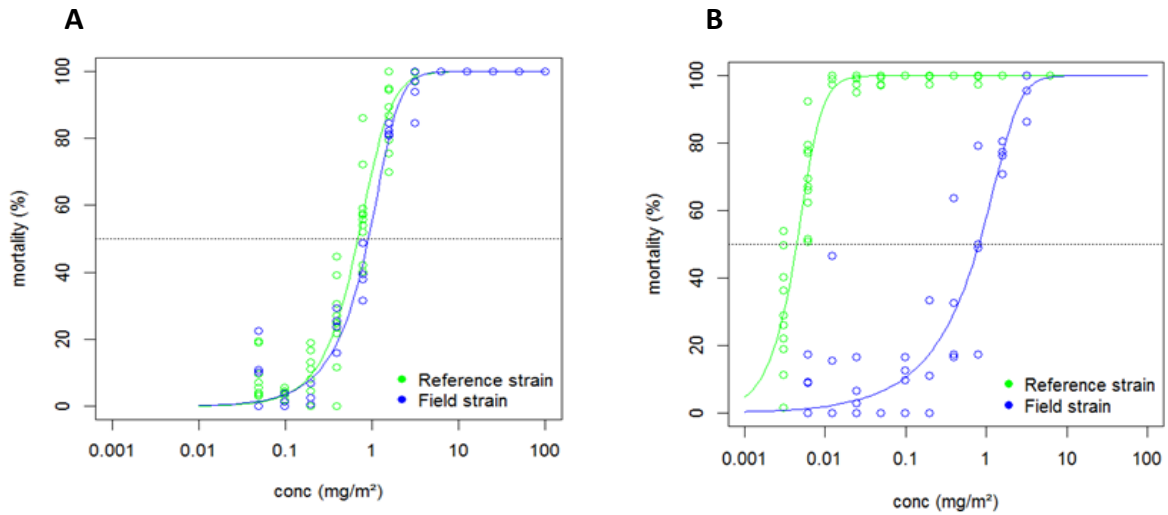 A
mortality (%)
100
80
60
40
20
0
Reference strain
Field strain
0.001 0.01 0.1 1 10 100
conc (mg/m²)
B
mortality (%)
100
80
60
40
20
0
Reference strain
Field strain
0.001 0.01 0.1 1 10 100
conc (mg/m²)